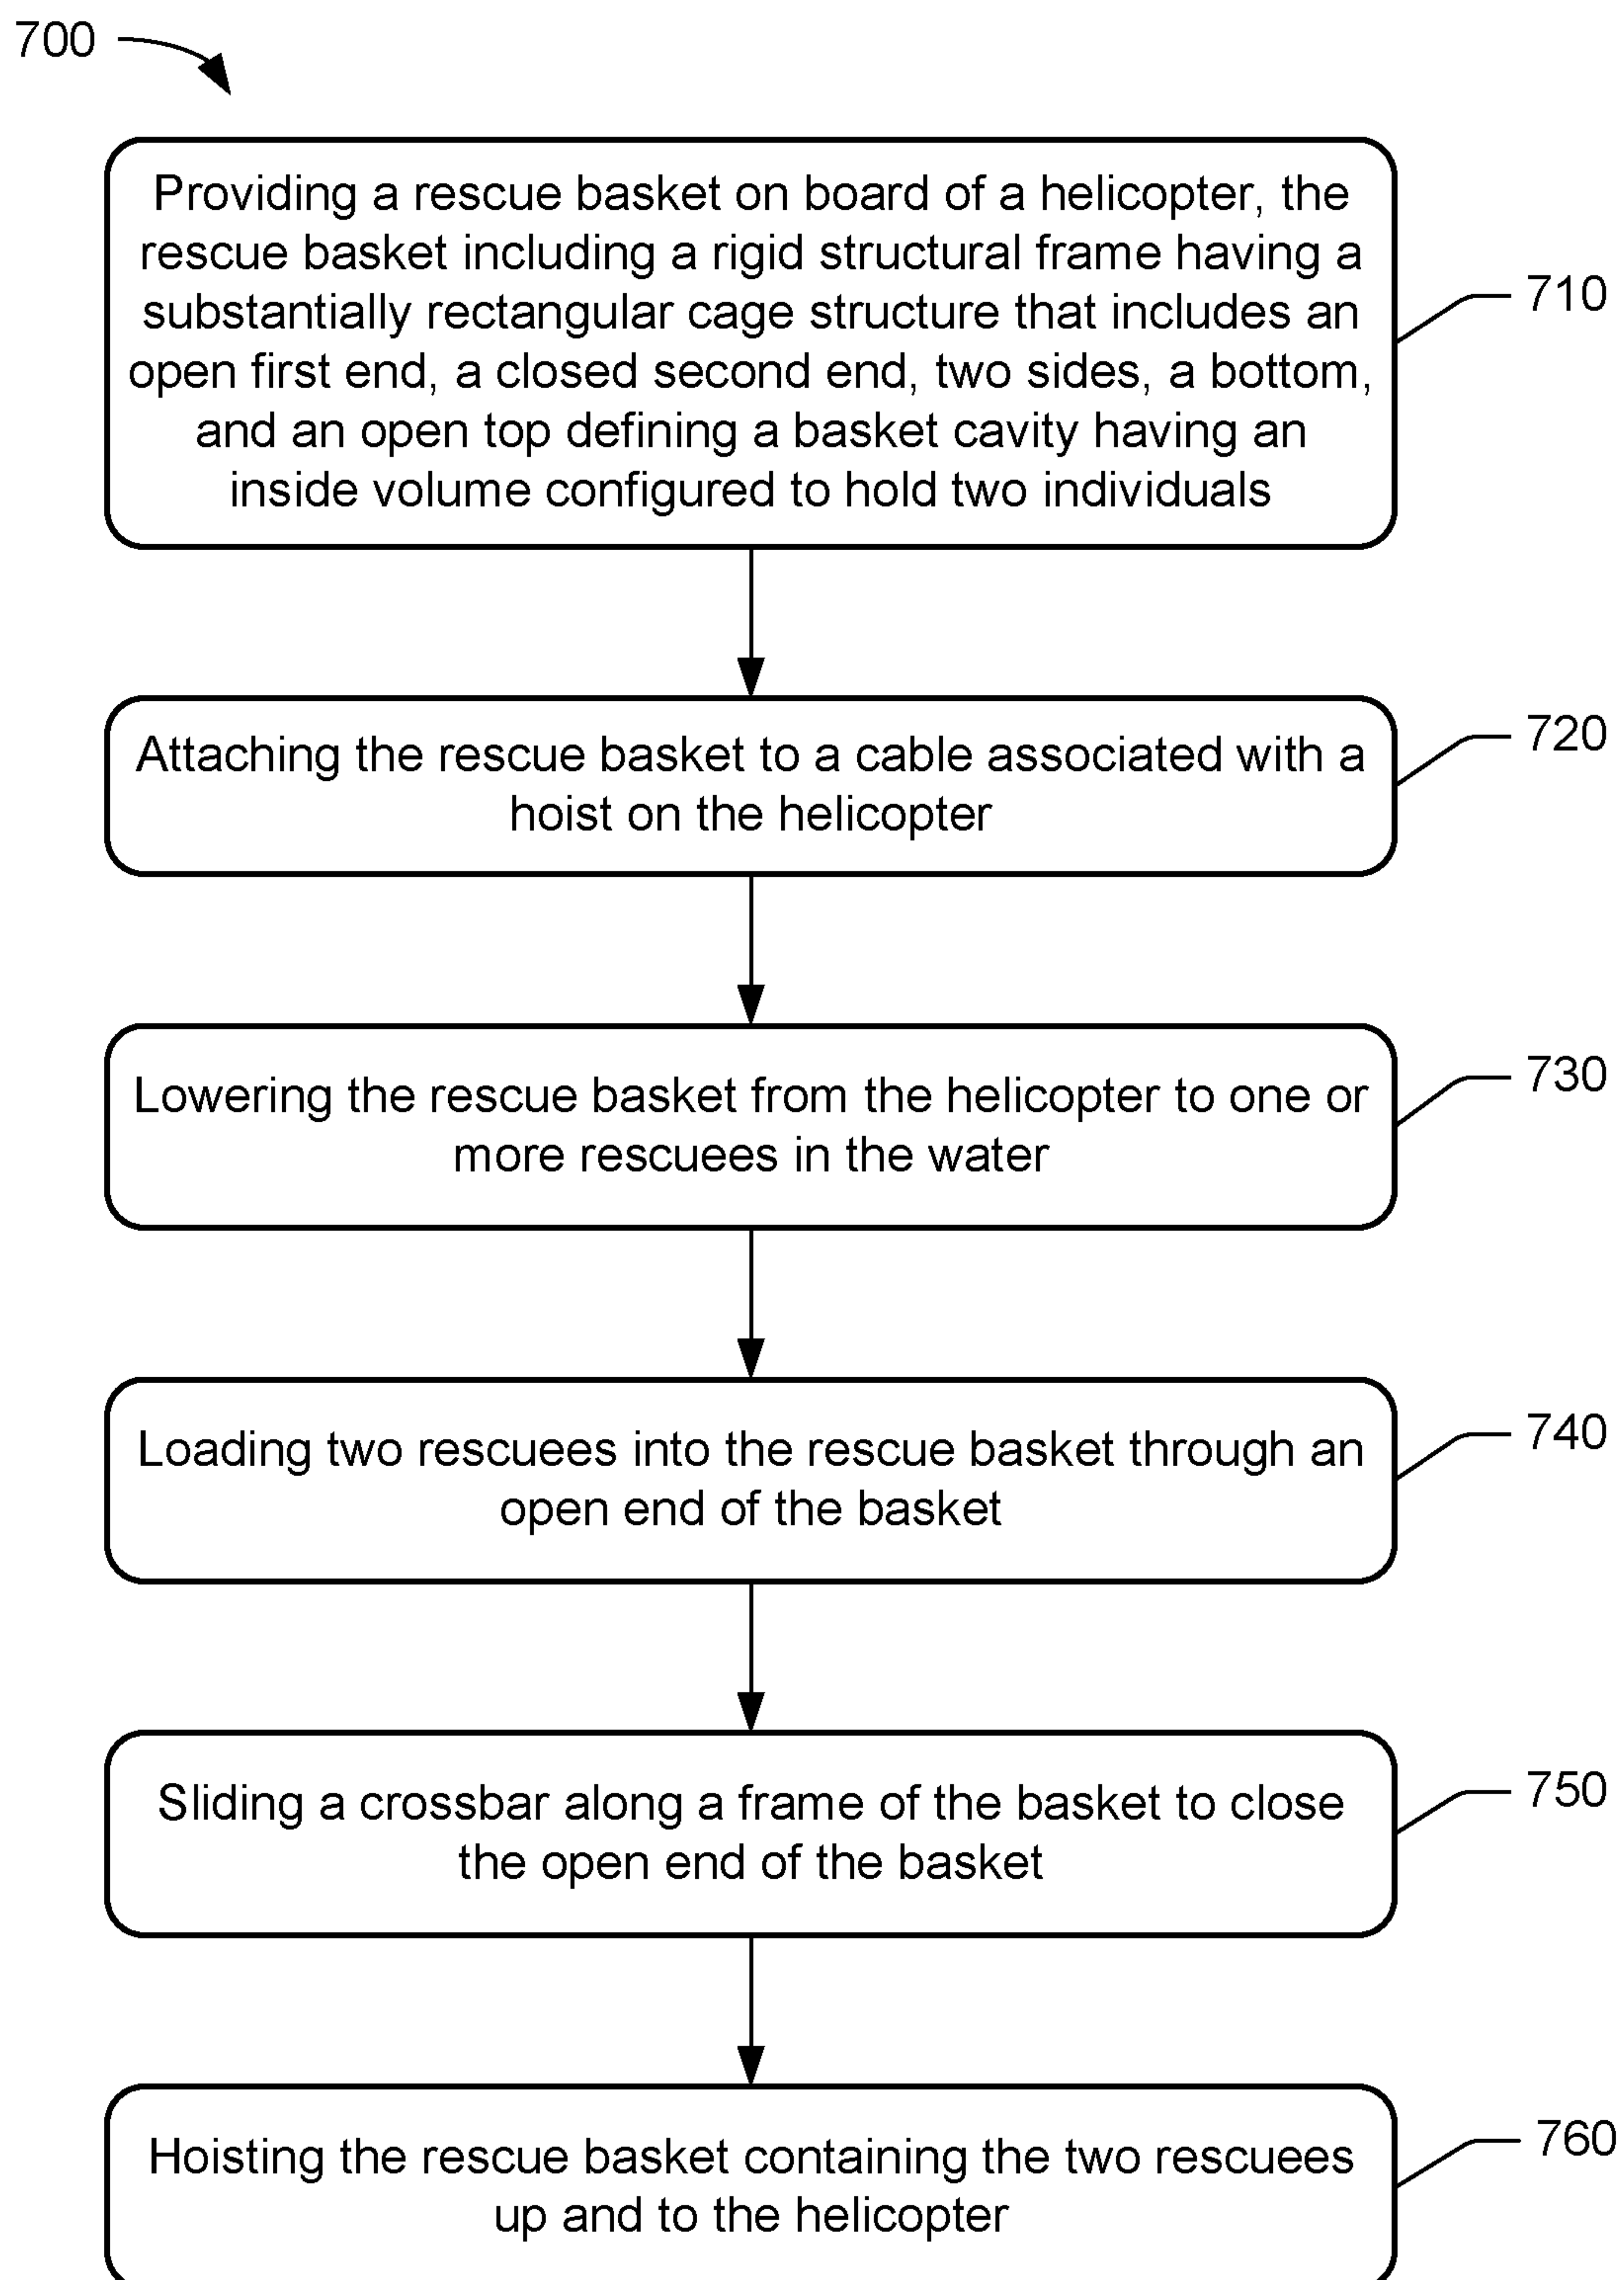 700
Providing a rescue basket on board of a helicopter, the
rescue basket including a rigid structural frame having a
substantially rectangular cage structure that includes an
open first end, a closed second end, two sides, a bottom,
and an open top defining a basket cavity having an
inside volume configured to hold two individuals
710
Attaching the rescue basket to a cable associated with a
hoist on the helicopter
720
Lowering the rescue basket from the helicopter to one or
more rescuees in the water
730
Loading two rescuees into the rescue basket through an
open end of the basket
740
Sliding a crossbar along a frame of the basket to close
the open end of the basket
750
Hoisting the rescue basket containing the two rescuees
up and to the helicopter
760